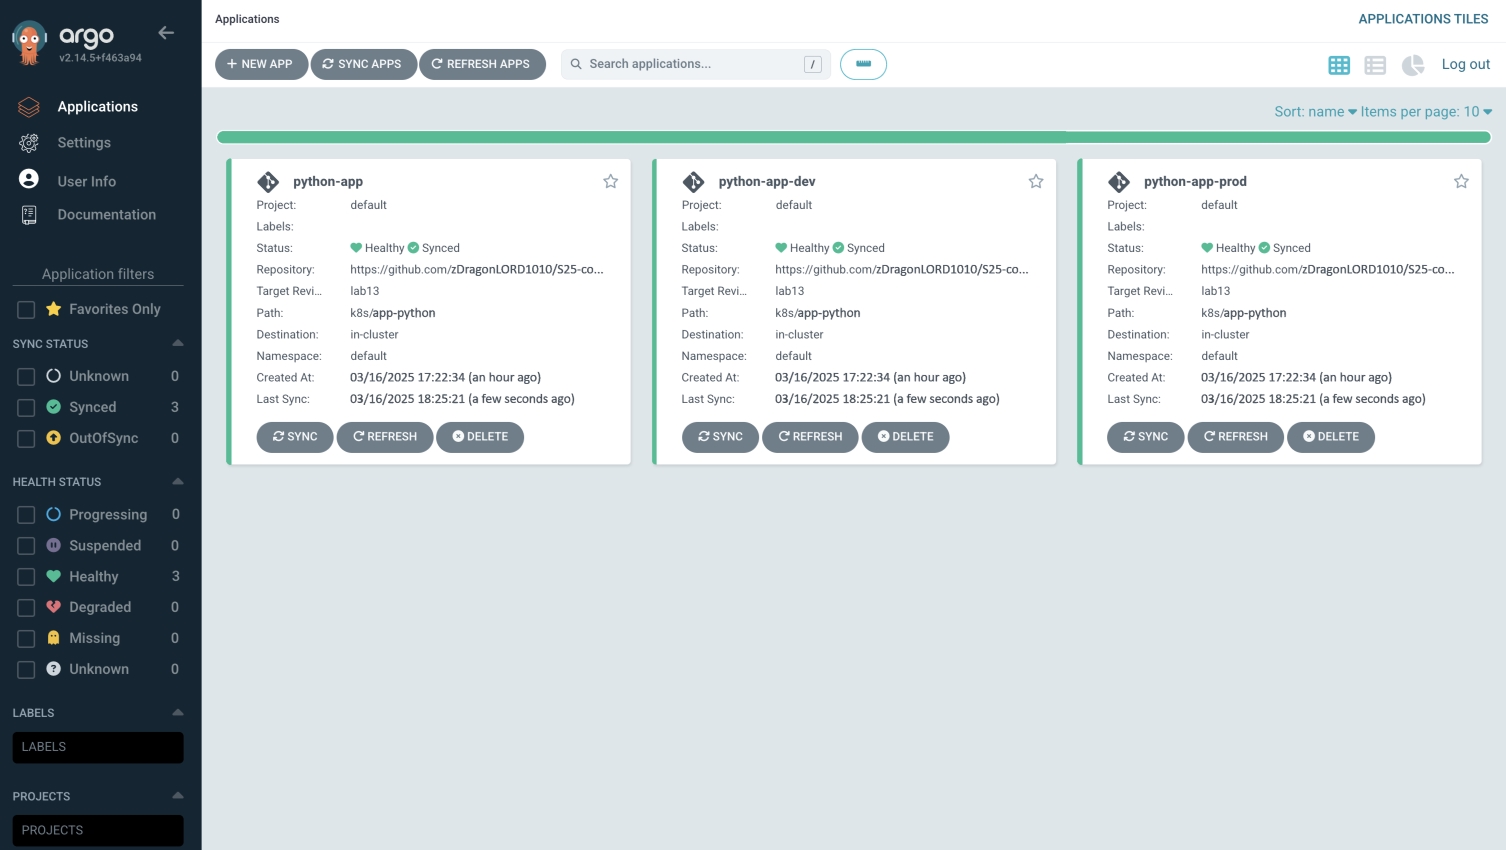 argo
v2.14.5+f463a94
Applications
Settings
User Info
Documentation
Application filters
Favorites Only
SYNC STATUS
Unknown 0
Synced 3
OutOfSync 0
HEALTH STATUS
Progressing 0
Suspended 0
Healthy 3
Degraded 0
Missing 0
Unknown 0
LABELS
LABELS
PROJECTS
PROJECTS
Applications
APPLICATIONS TILES
NEW APP SYNC APPS REFRESH APPS Search applications... / Log out
Sort: name Items per page: 10
python-app
Project: default
Labels:
Status: Healthy Synced
Repository: https://github.com/zDragonLORD1010/S25-co...
Target Revi... lab13
Path: k8s/app-python
Destination: in-cluster
Namespace: default
Created At: 03/16/2025 17:22:34 (an hour ago)
Last Sync: 03/16/2025 18:25:21 (a few seconds ago)
SYNC REFRESH DELETE
python-app-dev
Project: default
Labels:
Status: Healthy Synced
Repository: https://github.com/zDragonLORD1010/S25-co...
Target Revi... lab13
Path: k8s/app-python
Destination: in-cluster
Namespace: default
Created At: 03/16/2025 17:22:34 (an hour ago)
Last Sync: 03/16/2025 18:25:21 (a few seconds ago)
SYNC REFRESH DELETE
python-app-prod
Project: default
Labels:
Status: Healthy Synced
Repository: https://github.com/zDragonLORD1010/S25-co...
Target Revi... lab13
Path: k8s/app-python
Destination: in-cluster
Namespace: default
Created At: 03/16/2025 17:22:34 (an hour ago)
Last Sync: 03/16/2025 18:25:21 (a few seconds ago)
SYNC REFRESH DELETE